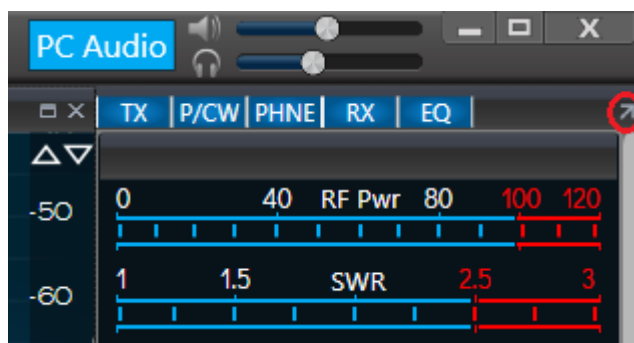 PC Audio
X
TX P/CW PHNE RX EQ
-50
0 40 RF Pwr 80 100 120
-60
1 1.5 SWR 2.5 3